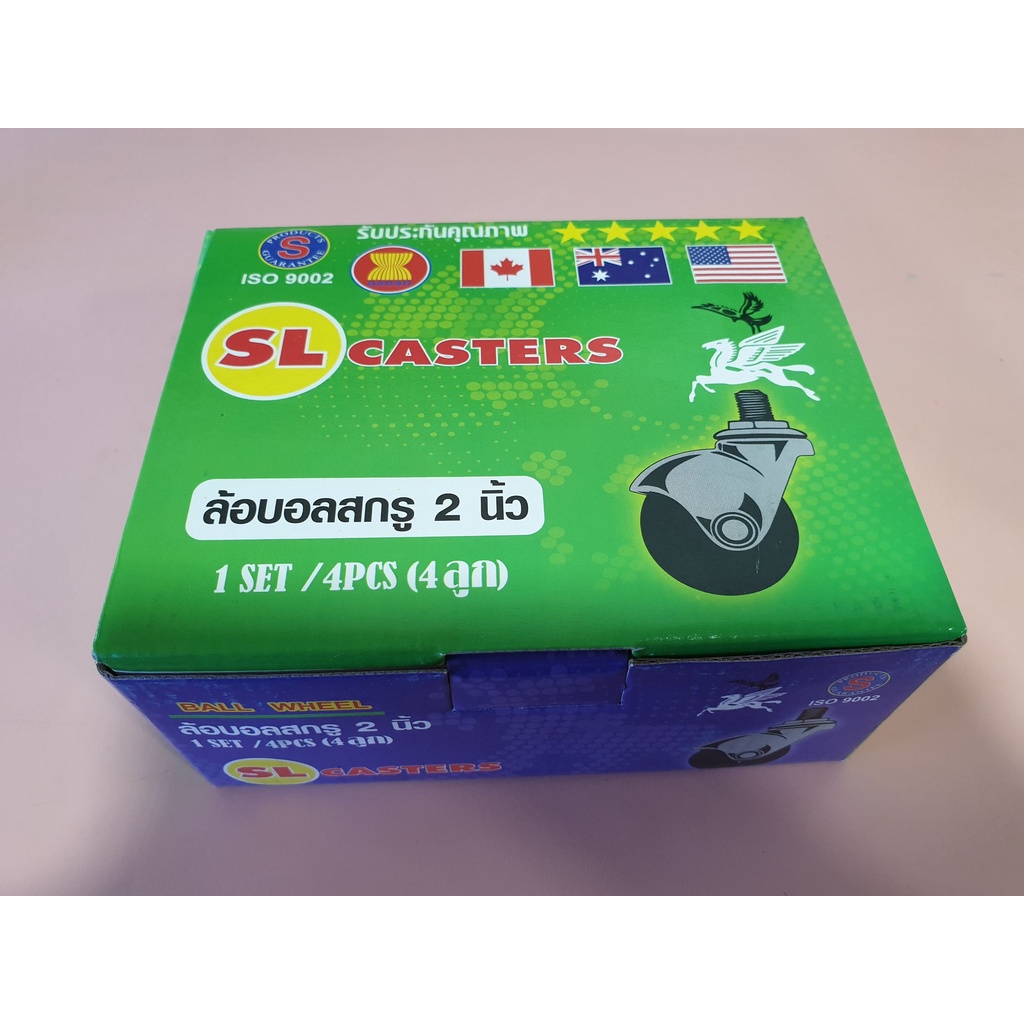 รับประกันคุณภาพ
PRODUCTS S GUARANTEE
ISO 9002
SL CASTERS
ล้อบอลสกรู 2 นิ้ว
1 SET /4PCS (4 ลูก)
BALL WHEEL
ล้อบอลสกรู 2 นิ้ว
1 SET /4PCS (4 ลูก)
SL CASTERS
S
ISO 9002